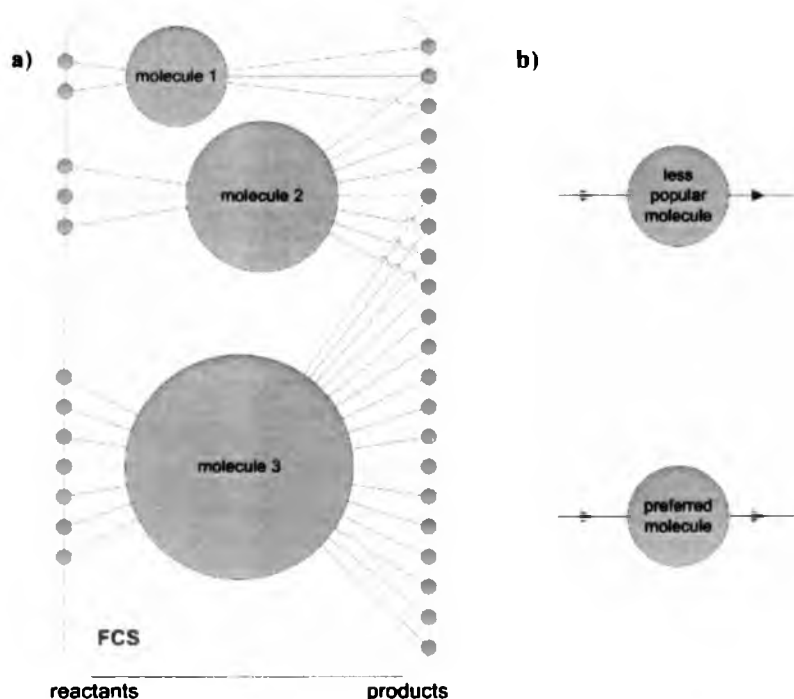 a)
molecule 1
molecule 2
molecule 3
FCS
reactants products
b)
less
popular
molecule
preferred
molecule